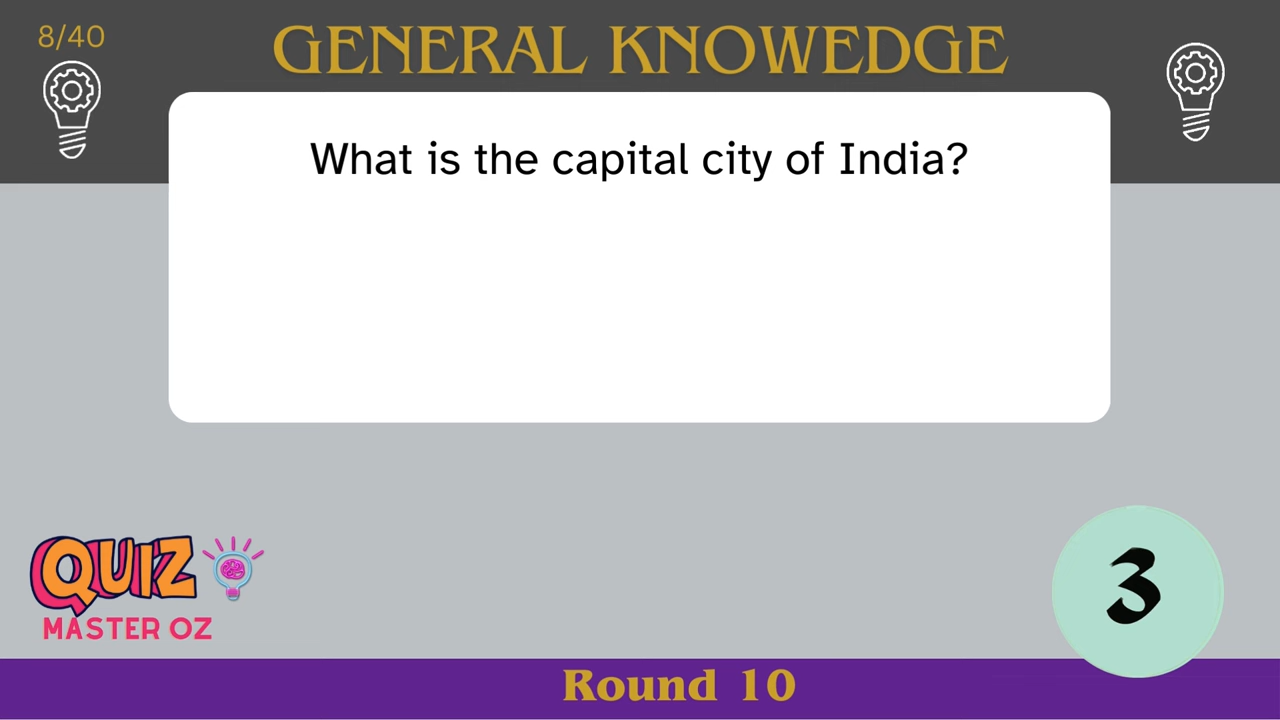 8/40
GENERAL KNOWEDGE
What is the capital city of India?
QUIZ
MASTER OZ
3
Round 10